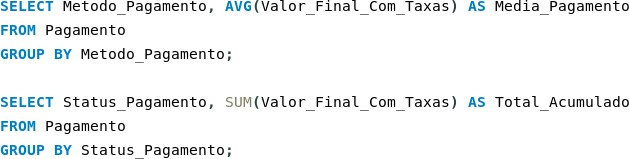 SELECT Metodo_Pagamento, AVG(Valor_Final_Com_Taxas) AS Media_Pagamento
FROM Pagamento
GROUP BY Metodo_Pagamento;
SELECT Status_Pagamento, SUM(Valor_Final_Com_Taxas) AS Total_Acumulado
FROM Pagamento
GROUP BY Status_Pagamento;